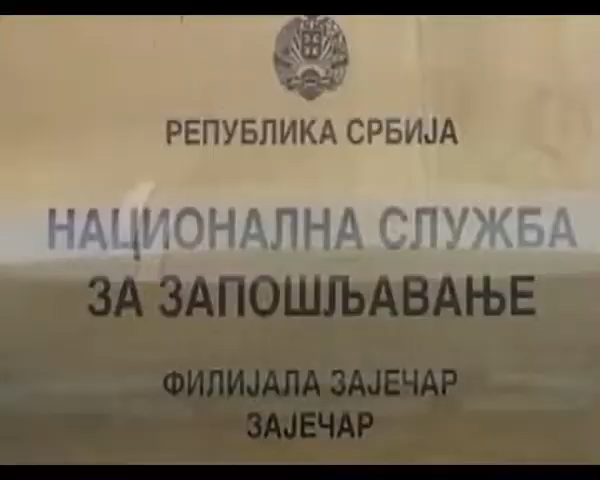 РЕПУБЛИКА СРБИЈА
НАЦИОНАЛНА СЛУЖБА
ЗА ЗАПОШЉАВАЊЕ
ФИЛИЈАЛА ЗАЈЕЧАР
ЗАЈЕЧАР